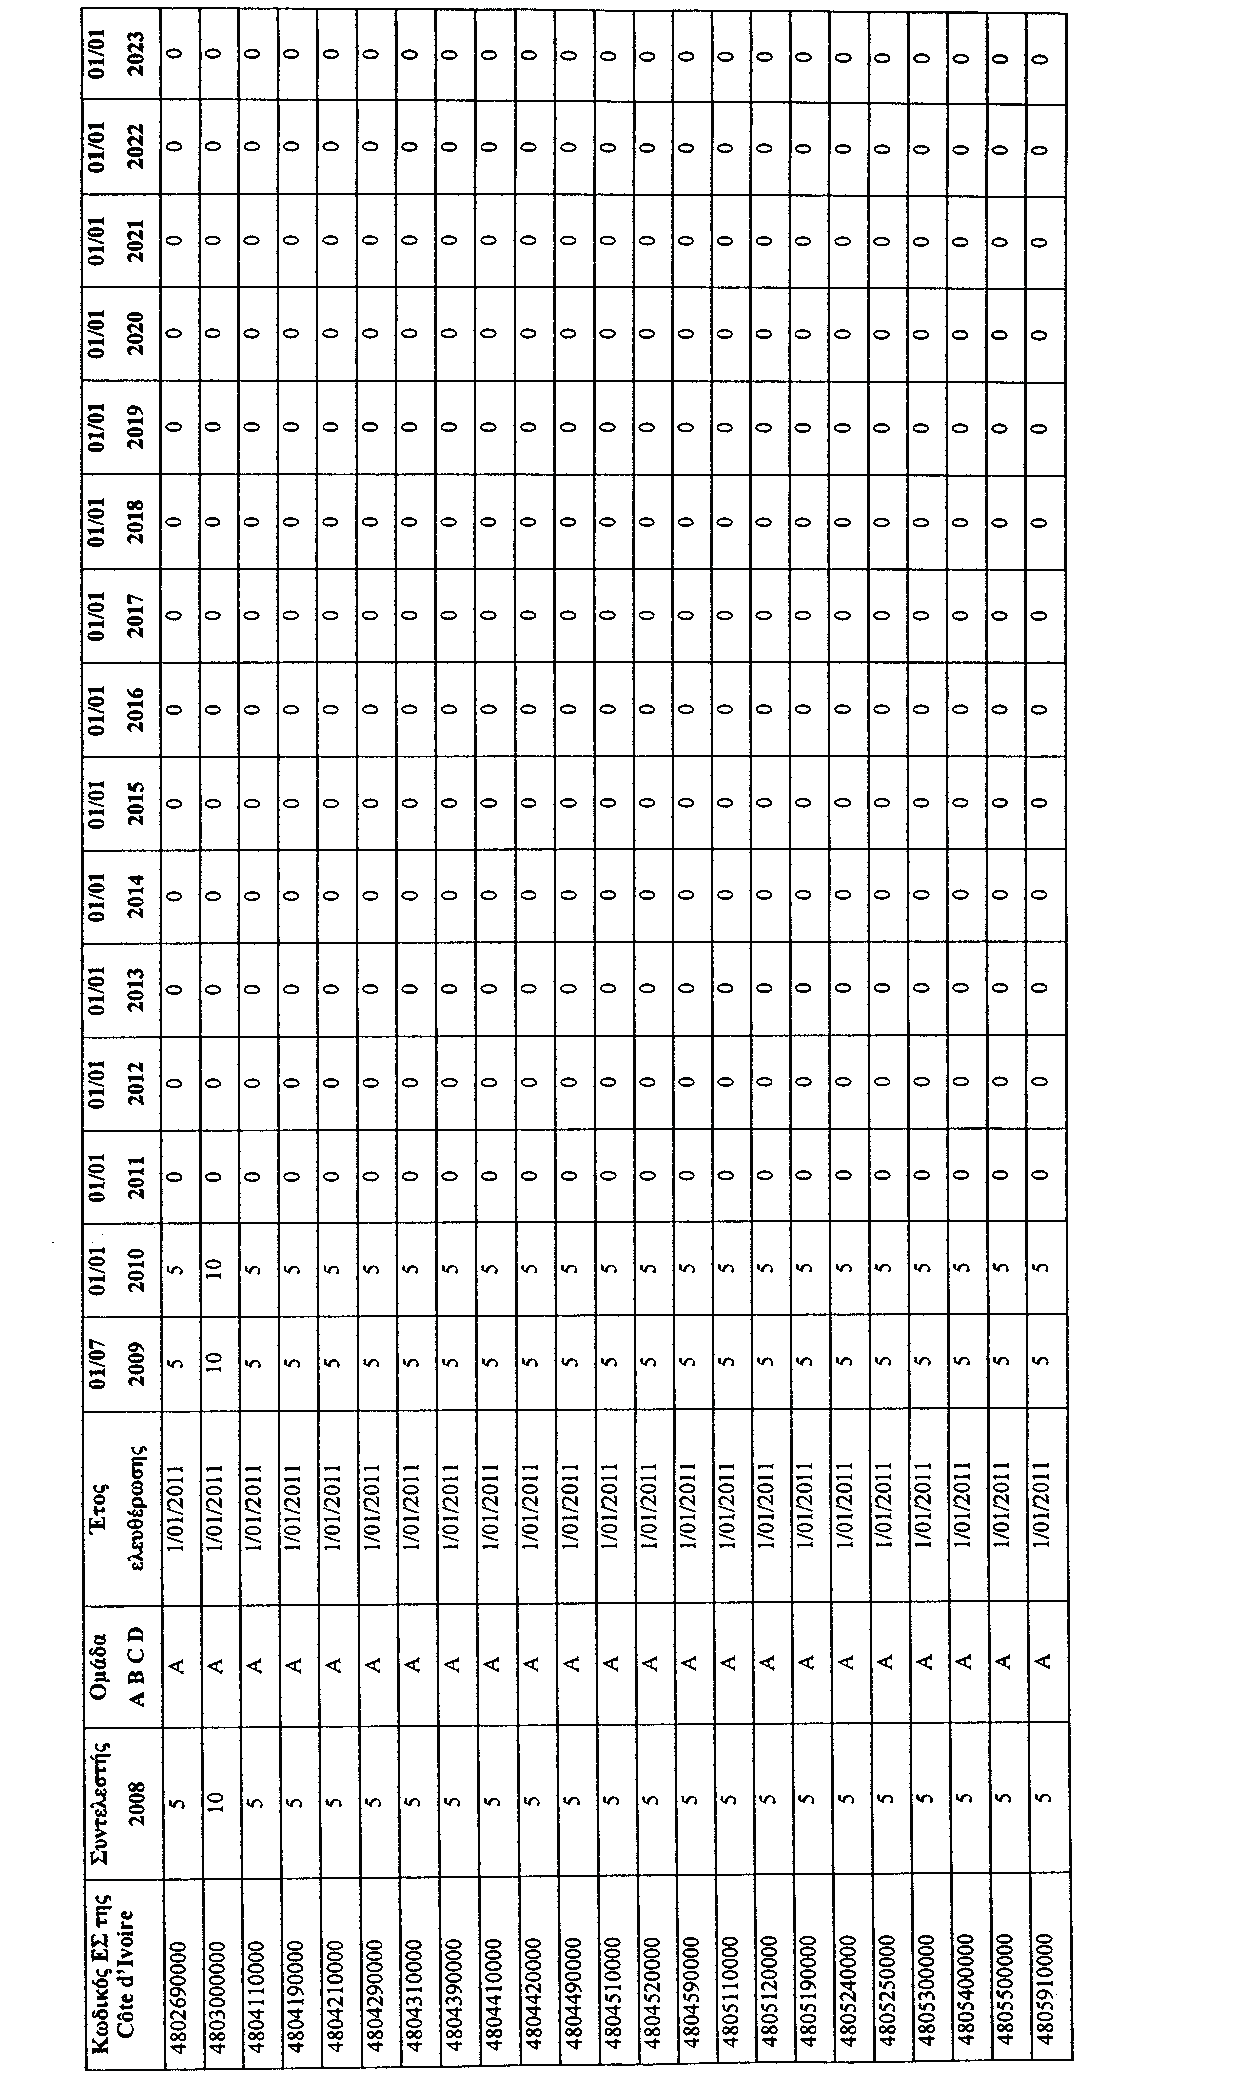 Κωδικός ΕΣ της Côte d'Ivoire Συντελεστής 2008 Ομάδα A B C D Έτος ελευθέρωσης 01/07 2009 01/01 2010 01/01 2011 01/01 2012 01/01 2013 01/01 2014 01/01 2015 01/01 2016 01/01 2017 01/01 2018 01/01 2019 01/01 2020 01/01 2021 01/01 2022 01/01 2023
4802690000 5 A 1/01/2011 5 5 0 0 0 0 0 0 0 0 0 0 0 0 0
4803000000 10 A 1/01/2011 10 10 0 0 0 0 0 0 0 0 0 0 0 0 0
4804110000 5 A 1/01/2011 5 5 0 0 0 0 0 0 0 0 0 0 0 0 0
4804190000 5 A 1/01/2011 5 5 0 0 0 0 0 0 0 0 0 0 0 0 0
4804210000 5 A 1/01/2011 5 5 0 0 0 0 0 0 0 0 0 0 0 0 0
4804290000 5 A 1/01/2011 5 5 0 0 0 0 0 0 0 0 0 0 0 0 0
4804310000 5 A 1/01/2011 5 5 0 0 0 0 0 0 0 0 0 0 0 0 0
4804390000 5 A 1/01/2011 5 5 0 0 0 0 0 0 0 0 0 0 0 0 0
4804410000 5 A 1/01/2011 5 5 0 0 0 0 0 0 0 0 0 0 0 0 0
4804420000 5 A 1/01/2011 5 5 0 0 0 0 0 0 0 0 0 0 0 0 0
4804490000 5 A 1/01/2011 5 5 0 0 0 0 0 0 0 0 0 0 0 0 0
4804510000 5 A 1/01/2011 5 5 0 0 0 0 0 0 0 0 0 0 0 0 0
4804520000 5 A 1/01/2011 5 5 0 0 0 0 0 0 0 0 0 0 0 0 0
4804590000 5 A 1/01/2011 5 5 0 0 0 0 0 0 0 0 0 0 0 0 0
4805110000 5 A 1/01/2011 5 5 0 0 0 0 0 0 0 0 0 0 0 0 0
4805120000 5 A 1/01/2011 5 5 0 0 0 0 0 0 0 0 0 0 0 0 0
4805190000 5 A 1/01/2011 5 5 0 0 0 0 0 0 0 0 0 0 0 0 0
4805240000 5 A 1/01/2011 5 5 0 0 0 0 0 0 0 0 0 0 0 0 0
4805250000 5 A 1/01/2011 5 5 0 0 0 0 0 0 0 0 0 0 0 0 0
4805300000 5 A 1/01/2011 5 5 0 0 0 0 0 0 0 0 0 0 0 0 0
4805400000 5 A 1/01/2011 5 5 0 0 0 0 0 0 0 0 0 0 0 0 0
4805500000 5 A 1/01/2011 5 5 0 0 0 0 0 0 0 0 0 0 0 0 0
4805910000 5 A 1/01/2011 5 5 0 0 0 0 0 0 0 0 0 0 0 0 0